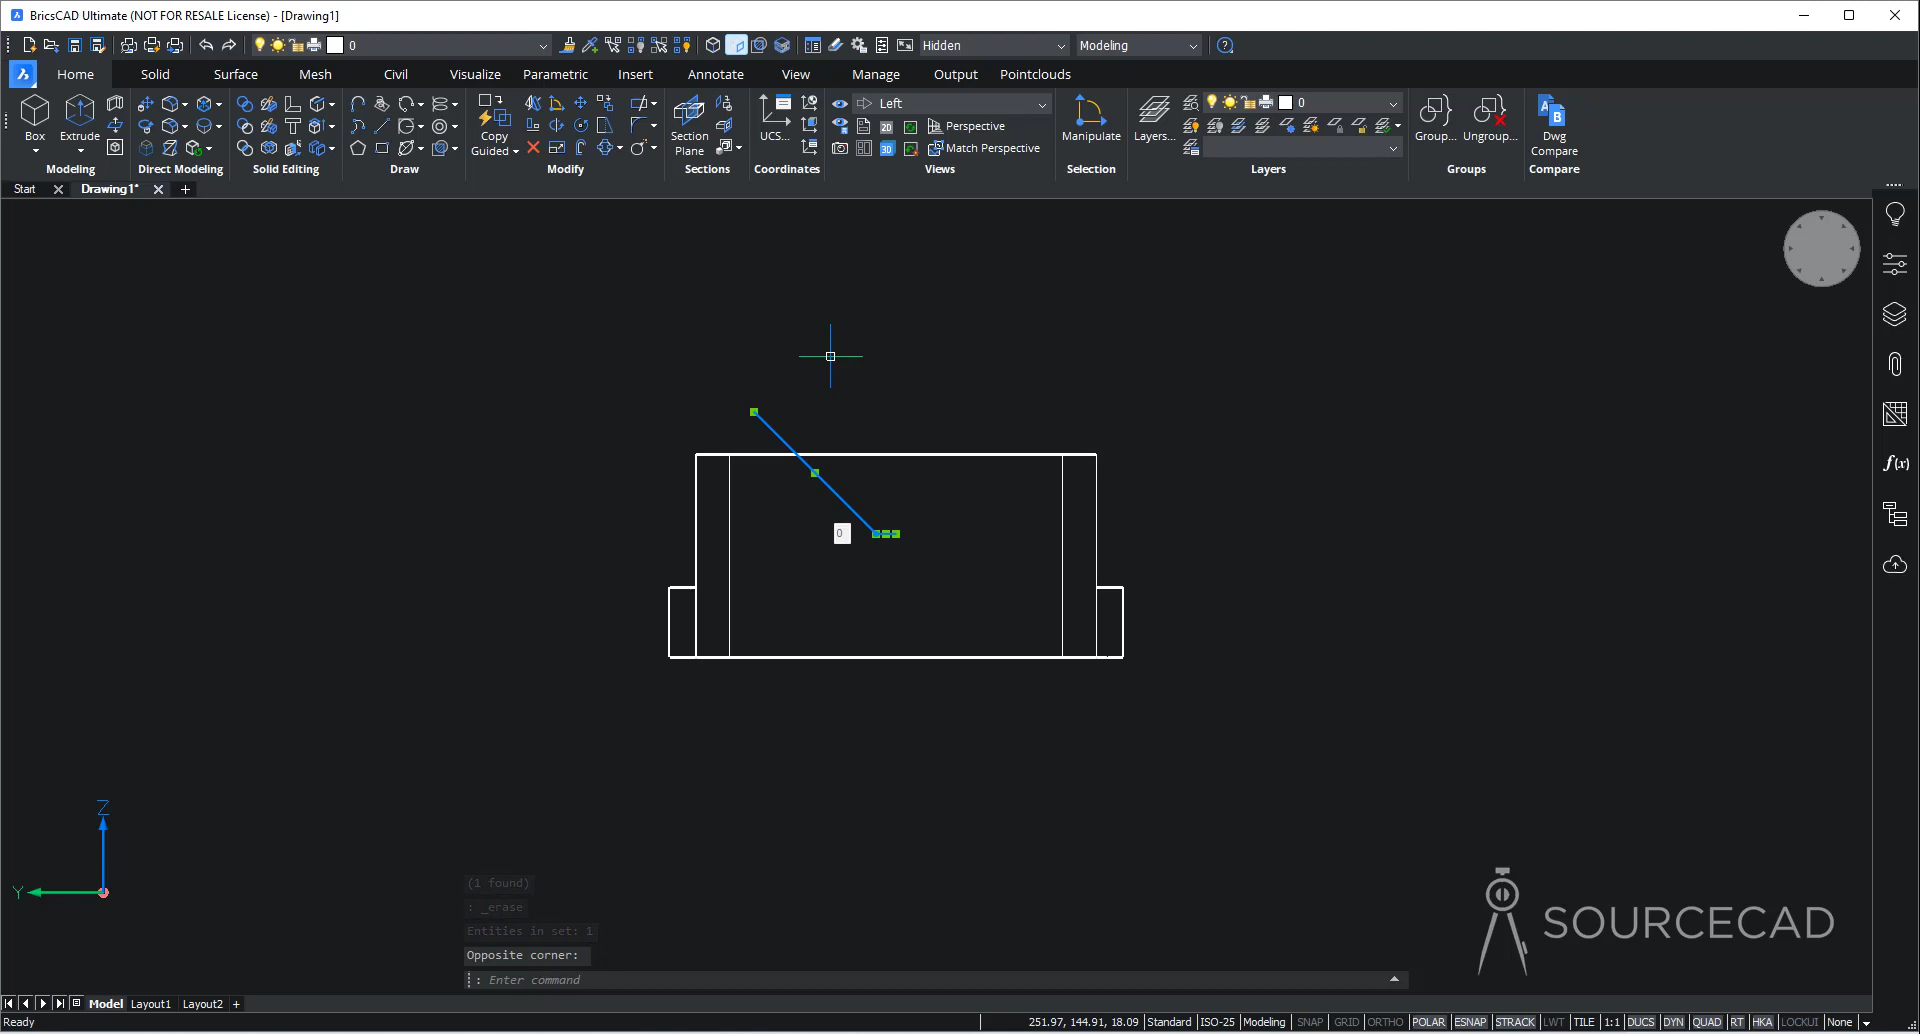 BricsCAD Ultimate (NOT FOR RESALE License) - [Drawing1]
0
Hidden
Modeling
Home Solid Surface Mesh Civil Visualize Parametric Insert Annotate View Manage Output Pointclouds
Box
Extrude
Copy
Guided
Section
Plane
UCS...
Left
Perspective
Match Perspective
Manipulate
Layers...
0
Group...
Ungroup...
Dwg
Compare
Modeling Direct Modeling Solid Editing Draw Modify Sections Coordinates Views Selection Layers Groups Compare
Start Drawing1*
0
f(x)
Z
Y
(1 found)
: _erase
Entities in set: 1
Opposite corner:
: Enter command
SOURCECAD
Model Layout1 Layout2
Ready
251.97, 144.91, 18.09 Standard ISO-25 Modeling SNAP GRID ORTHO POLAR ESNAP STRACK LWT TILE 1:1 DUCS DYN QUAD RT HKA LOCKUI None